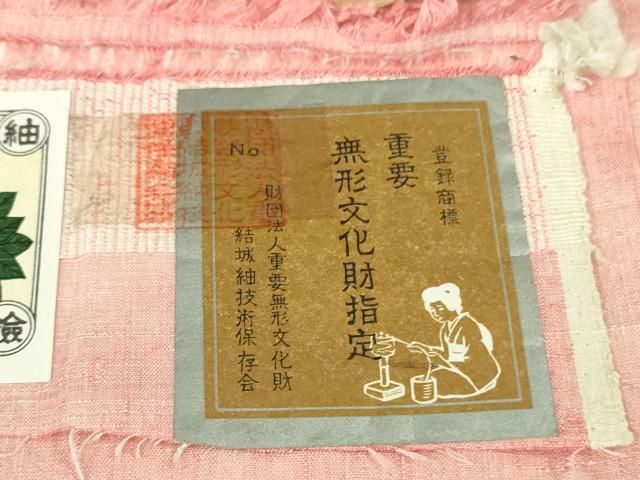 登録商標
重要
無形文化財指定
No
財団法人重要無形文化財
結城紬技術保存会
紬